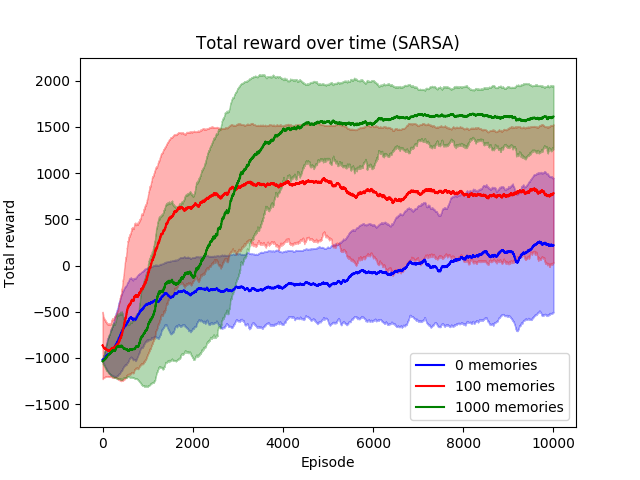 Total reward over time (SARSA)
Total reward
2000
1500
1000
500
0
−500
−1000
−1500
0
2000
4000
6000
8000
10000
Episode
0 memories
100 memories
1000 memories